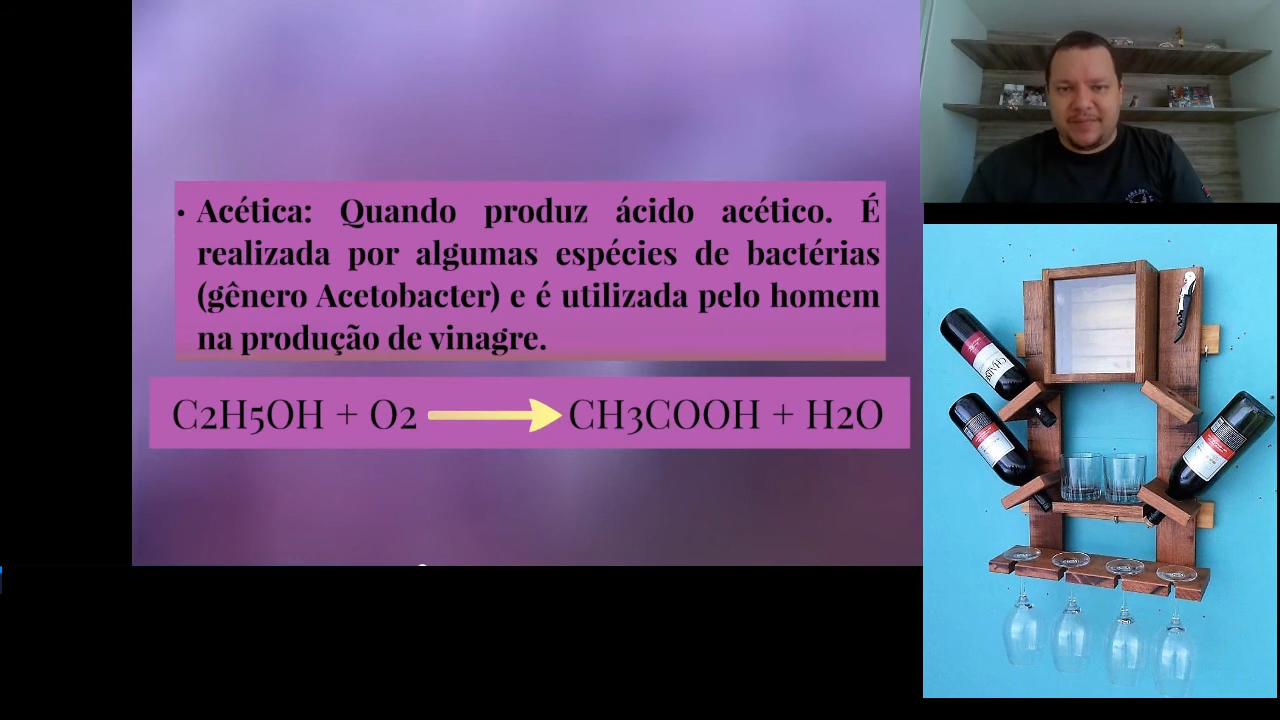 • Acética: Quando produz ácido acético. É
realizada por algumas espécies de bactérias
(gênero Acetobacter) e é utilizada pelo homem
na produção de vinagre.
C2H5OH + O2 → CH3COOH + H2O